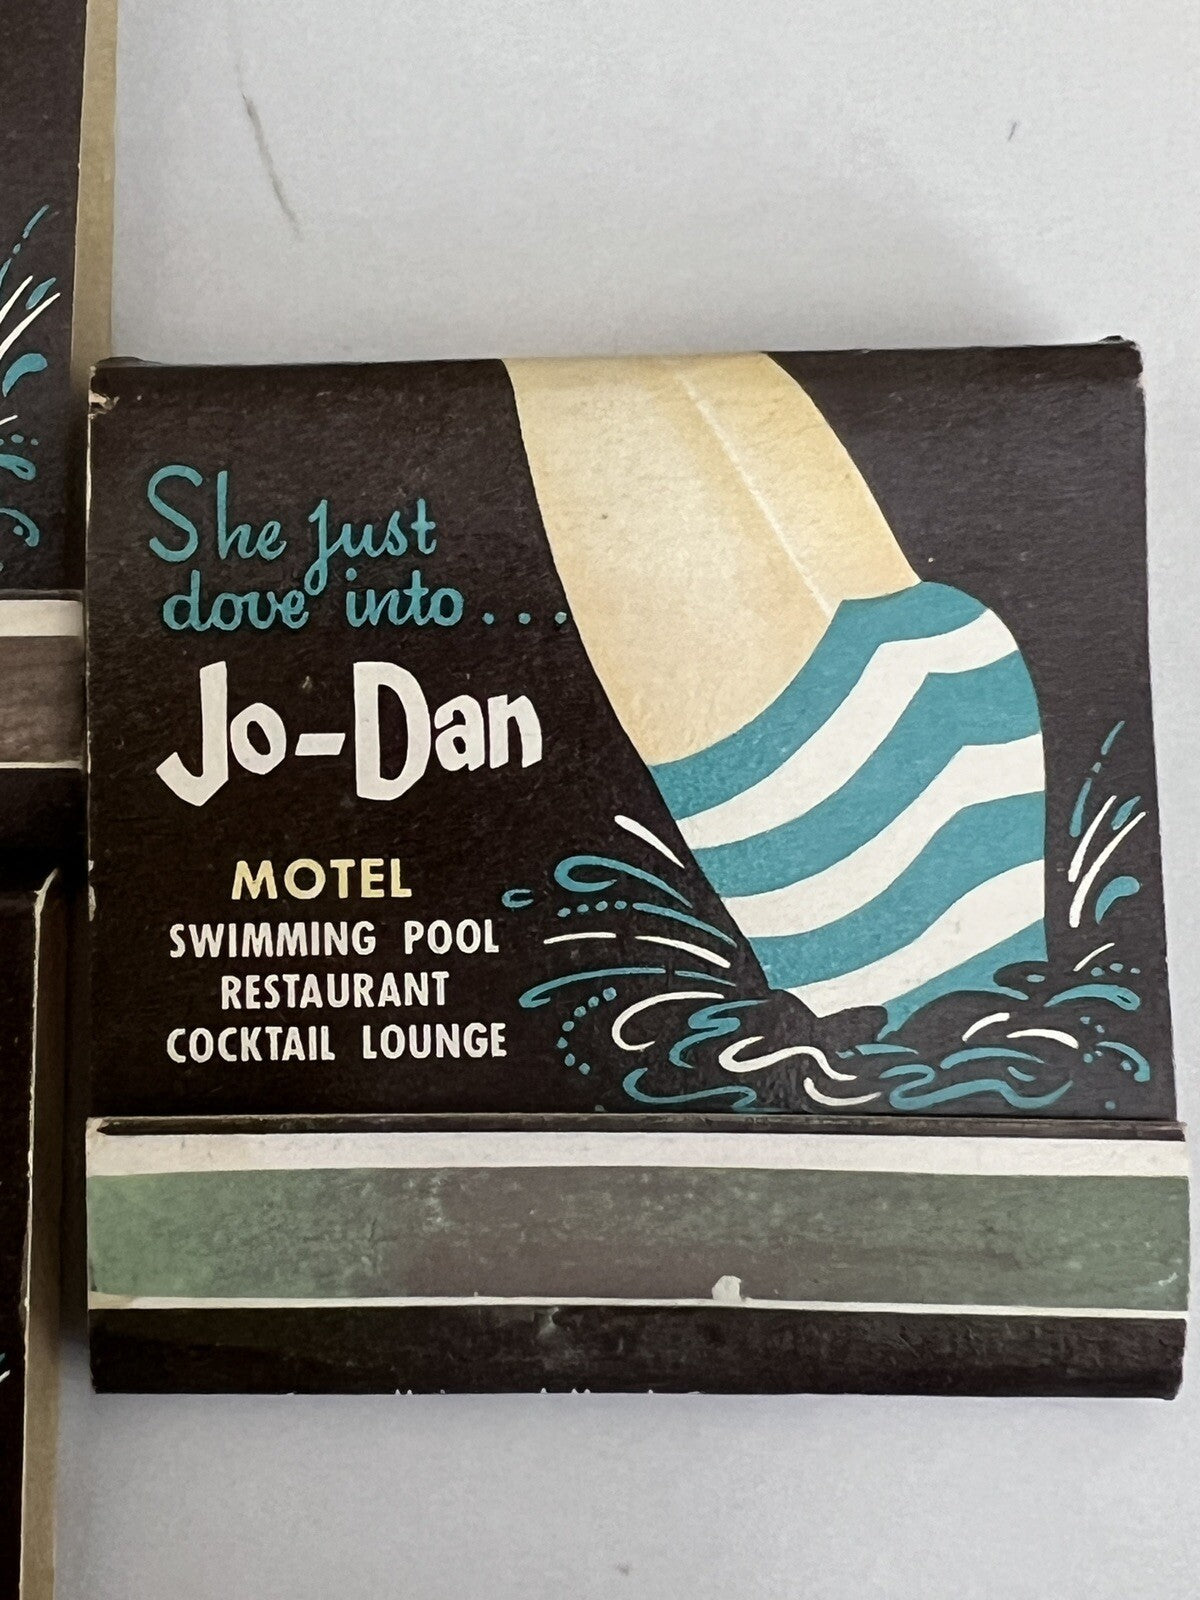 She just
dove into...
Jo-Dan
MOTEL
SWIMMING POOL
RESTAURANT
COCKTAIL LOUNGE